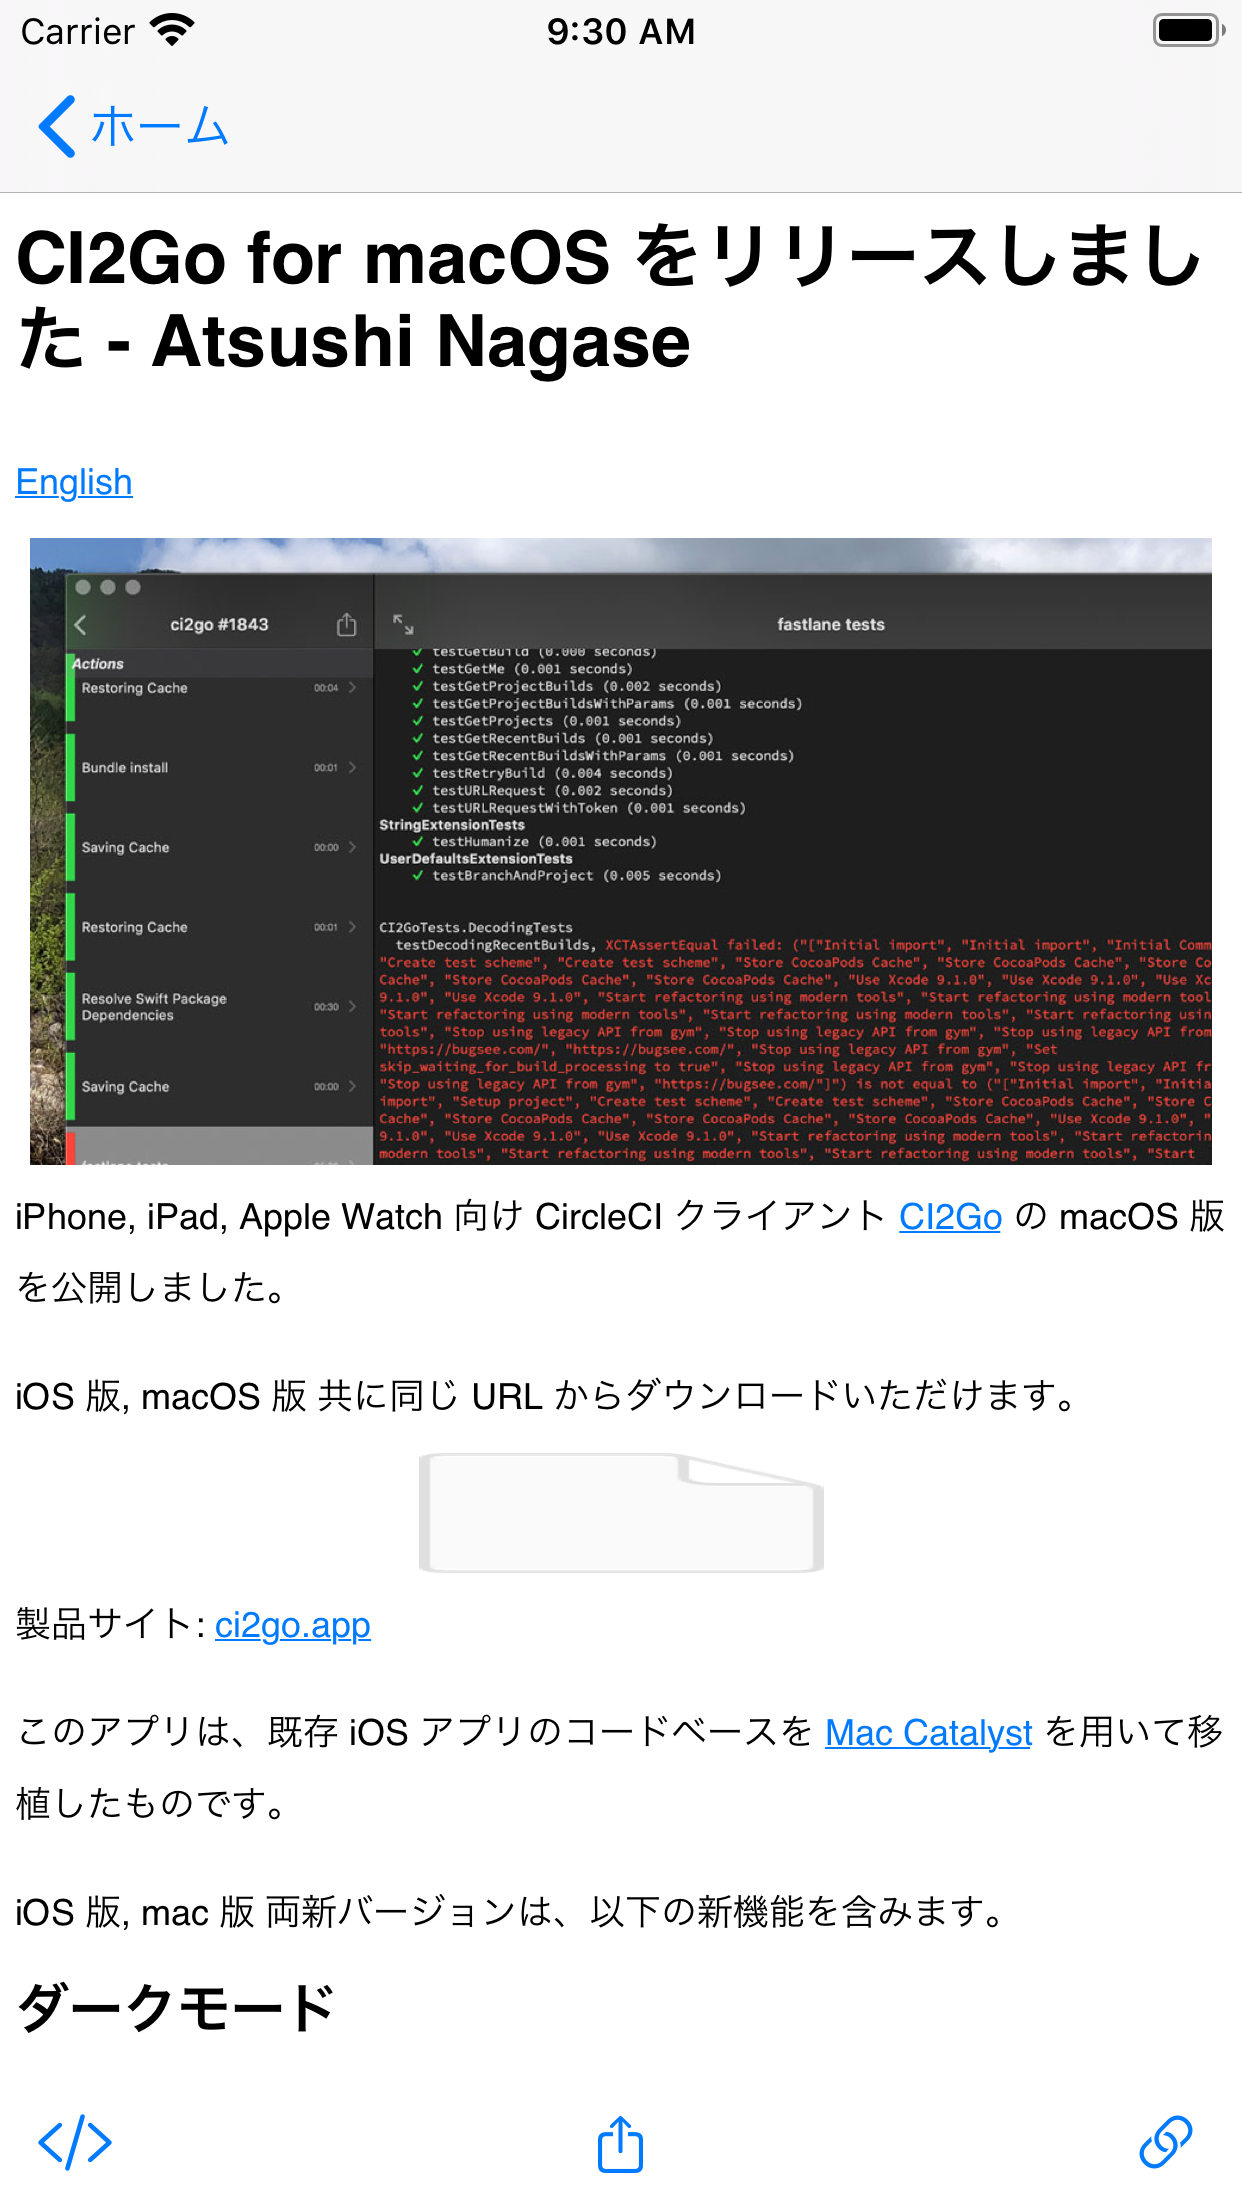 Carrier
9:30 AM
ホーム
CI2Go for macOS をリリースしまし
た - Atsushi Nagase
English
ci2go #1843
fastlane tests
Actions
Restoring Cache 00:04
Bundle install 00:01
Saving Cache 00:00
Restoring Cache 00:01
Resolve Swift Package
Dependencies 00:30
Saving Cache 00:00
testGetBuild (0.000 seconds)
✓ testGetMe (0.001 seconds)
✓ testGetProjectBuilds (0.002 seconds)
✓ testGetProjectBuildsWithParams (0.001 seconds)
✓ testGetProjects (0.001 seconds)
✓ testGetRecentBuilds (0.001 seconds)
✓ testGetRecentBuildsWithParams (0.001 seconds)
✓ testRetryBuild (0.004 seconds)
✓ testURLRequest (0.002 seconds)
✓ testURLRequestWithToken (0.001 seconds)
StringExtensionTests
✓ testHumanize (0.001 seconds)
UserDefaultsExtensionTests
✓ testBranchAndProject (0.005 seconds)
CI2GoTests.DecodingTests
testDecodingRecentBuilds, XCTAssertEqual failed: ("["Initial import", "Initial import", "Initial Comm
"Create test scheme", "Create test scheme", "Store CocoaPods Cache", "Store CocoaPods Cache", "Store Co
Cache", "Store CocoaPods Cache", "Store CocoaPods Cache", "Use Xcode 9.1.0", "Use Xcode 9.1.0", "Use Xc
9.1.0", "Use Xcode 9.1.0", "Start refactoring using modern tools", "Start refactoring using modern tool
"Start refactoring using modern tools", "Start refactoring using modern tools", "Start refactoring usin
tools", "Stop using legacy API from gym", "Stop using legacy API from gym", "Stop using legacy API from
"https://bugsee.com/", "https://bugsee.com/", "Stop using legacy API from gym", "Set
skip_waiting_for_build_processing to true", "Stop using legacy API from gym", "Stop using legacy API fr
"Stop using legacy API from gym", "https://bugsee.com/"]") is not equal to ("["Initial import", "Initia
import", "Setup project", "Create test scheme", "Create test scheme", "Store CocoaPods Cache", "Store C
Cache", "Store CocoaPods Cache", "Store CocoaPods Cache", "Store CocoaPods Cache", "Use Xcode 9.1.0", "
9.1.0", "Use Xcode 9.1.0", "Use Xcode 9.1.0", "Start refactoring using modern tools", "Start refactorin
modern tools", "Start refactoring using modern tools", "Start refactoring using modern tools", "Start
iPhone, iPad, Apple Watch 向け CircleCI クライアント CI2Go の macOS 版
を公開しました。
iOS 版, macOS 版 共に同じ URL からダウンロードいただけます。
製品サイト: ci2go.app
このアプリは、既存 iOS アプリのコードベースを Mac Catalyst を用いて移
植したものです。
iOS 版, mac 版 両新バージョンは、以下の新機能を含みます。
ダークモード